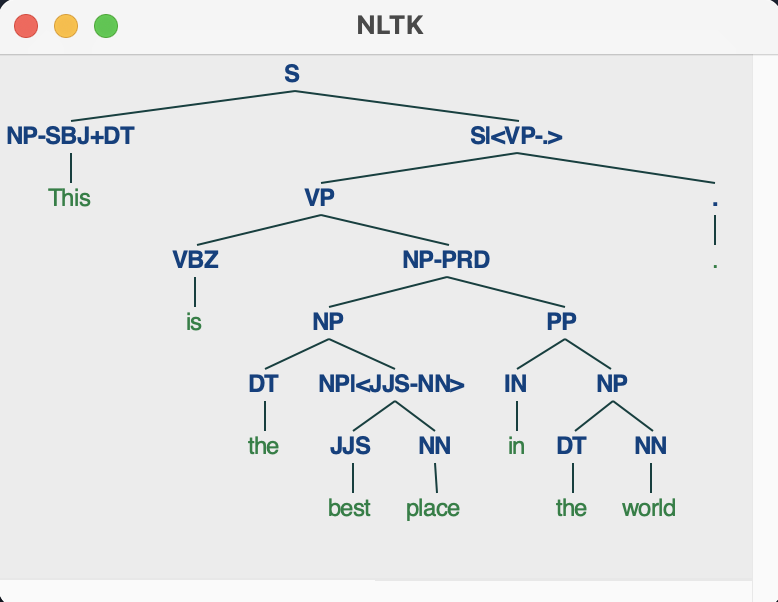 NLTK
S
NP-SBJ+DT S|<VP-.>
This VP .
VBZ NP-PRD .
is NP PP
DT NP|<JJS-NN> IN NP
the JJS NN in DT NN
best place the world